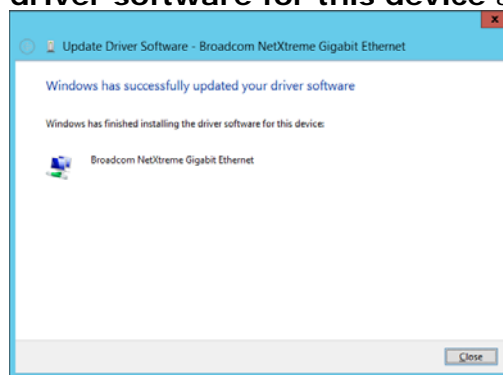 driver software for this device
x
Update Driver Software - Broadcom NetXtreme Gigabit Ethernet
Windows has successfully updated your driver software
Windows has finished installing the driver software for this device:
Broadcom NetXtreme Gigabit Ethernet
Close